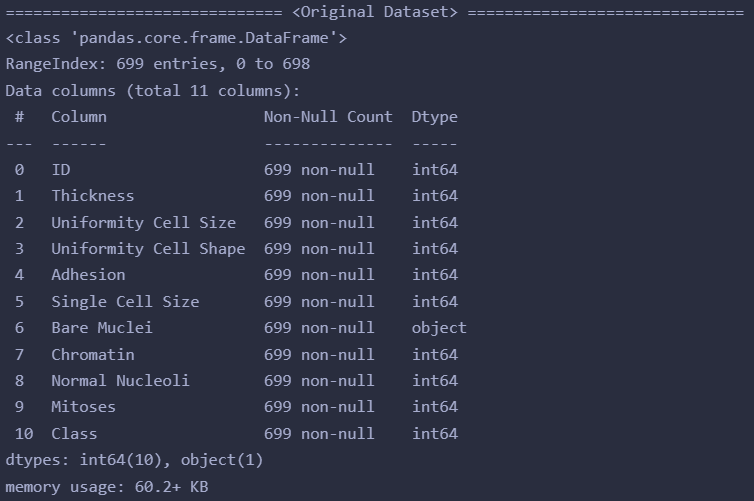 ============================== <Original Dataset> ==============================
<class 'pandas.core.frame.DataFrame'>
RangeIndex: 699 entries, 0 to 698
Data columns (total 11 columns):
 #   Column                 Non-Null Count  Dtype
---  ------                 --------------  -----
 0   ID                     699 non-null    int64
 1   Thickness              699 non-null    int64
 2   Uniformity Cell Size   699 non-null    int64
 3   Uniformity Cell Shape  699 non-null    int64
 4   Adhesion               699 non-null    int64
 5   Single Cell Size       699 non-null    int64
 6   Bare Muclei            699 non-null    object
 7   Chromatin              699 non-null    int64
 8   Normal Nucleoli        699 non-null    int64
 9   Mitoses                699 non-null    int64
 10  Class                  699 non-null    int64
dtypes: int64(10), object(1)
memory usage: 60.2+ KB